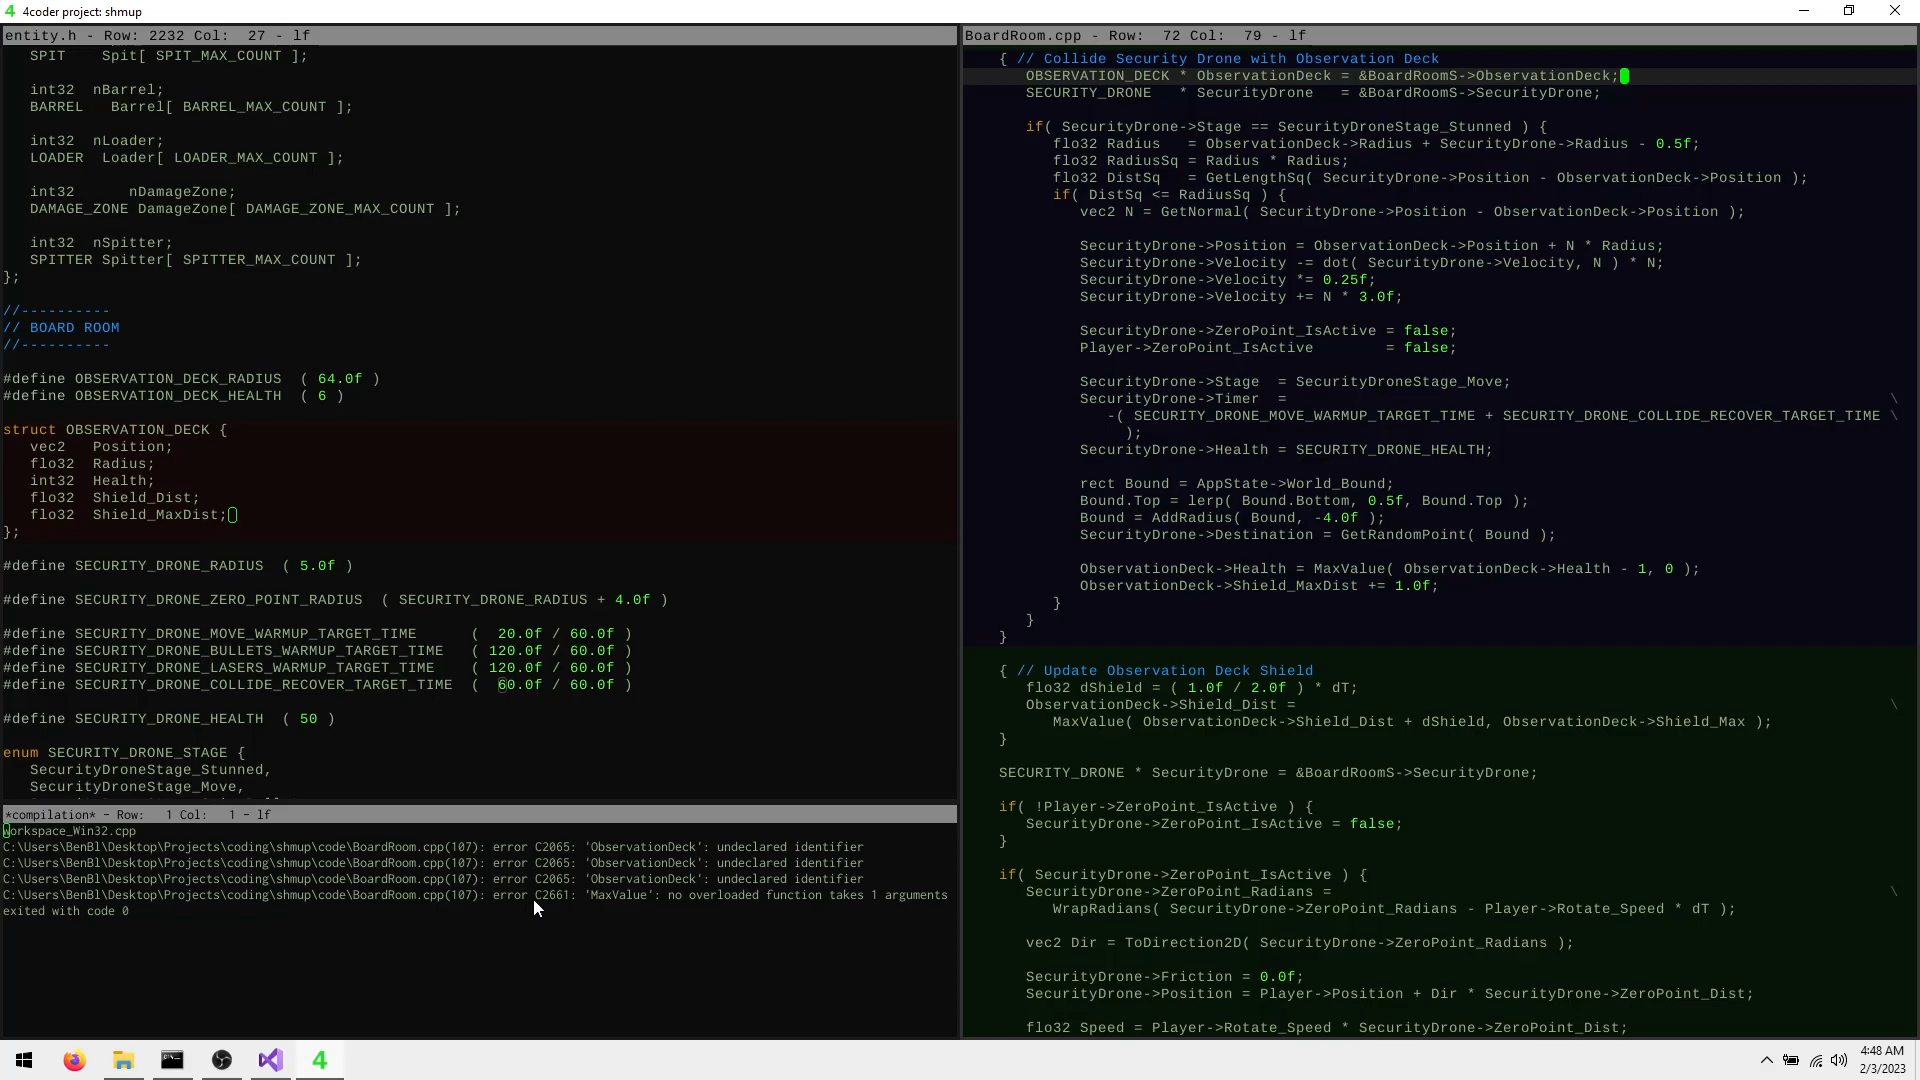 4 4coder project: shmup
entity.h - Row: 2232 Col:  27 - lf
SPIT    Spit[ SPIT_MAX_COUNT ];
int32  nBarrel;
BARREL   Barrel[ BARREL_MAX_COUNT ];
int32  nLoader;
LOADER  Loader[ LOADER_MAX_COUNT ];
int32      nDamageZone;
DAMAGE_ZONE DamageZone[ DAMAGE_ZONE_MAX_COUNT ];
int32  nSpitter;
SPITTER Spitter[ SPITTER_MAX_COUNT ];
};
//----------
// BOARD ROOM
//----------
#define OBSERVATION_DECK_RADIUS  ( 64.0f )
#define OBSERVATION_DECK_HEALTH  ( 6 )
struct OBSERVATION_DECK {
vec2   Position;
flo32  Radius;
int32  Health;
flo32  Shield_Dist;
flo32  Shield_MaxDist;
};
#define SECURITY_DRONE_RADIUS  ( 5.0f )
#define SECURITY_DRONE_ZERO_POINT_RADIUS  ( SECURITY_DRONE_RADIUS + 4.0f )
#define SECURITY_DRONE_MOVE_WARMUP_TARGET_TIME      (  20.0f / 60.0f )
#define SECURITY_DRONE_BULLETS_WARMUP_TARGET_TIME   ( 120.0f / 60.0f )
#define SECURITY_DRONE_LASERS_WARMUP_TARGET_TIME    ( 120.0f / 60.0f )
#define SECURITY_DRONE_COLLIDE_RECOVER_TARGET_TIME  (  60.0f / 60.0f )
#define SECURITY_DRONE_HEALTH  ( 50 )
enum SECURITY_DRONE_STAGE {
SecurityDroneStage_Stunned,
SecurityDroneStage_Move,
*compilation* - Row:   1 Col:   1 - lf
Workspace_Win32.cpp
C:\Users\BenBl\Desktop\Projects\coding\shmup\code\BoardRoom.cpp(107): error C2065: 'ObservationDeck': undeclared identifier
C:\Users\BenBl\Desktop\Projects\coding\shmup\code\BoardRoom.cpp(107): error C2065: 'ObservationDeck': undeclared identifier
C:\Users\BenBl\Desktop\Projects\coding\shmup\code\BoardRoom.cpp(107): error C2065: 'ObservationDeck': undeclared identifier
C:\Users\BenBl\Desktop\Projects\coding\shmup\code\BoardRoom.cpp(107): error C2661: 'MaxValue': no overloaded function takes 1 arguments
exited with code 0
BoardRoom.cpp - Row:  72 Col:  79 - lf
{ // Collide Security Drone with Observation Deck
OBSERVATION_DECK * ObservationDeck = &BoardRoomS->ObservationDeck;
SECURITY_DRONE   * SecurityDrone   = &BoardRoomS->SecurityDrone;
if( SecurityDrone->Stage == SecurityDroneStage_Stunned ) {
flo32 Radius   = ObservationDeck->Radius + SecurityDrone->Radius - 0.5f;
flo32 RadiusSq = Radius * Radius;
flo32 DistSq   = GetLengthSq( SecurityDrone->Position - ObservationDeck->Position );
if( DistSq <= RadiusSq ) {
vec2 N = GetNormal( SecurityDrone->Position - ObservationDeck->Position );
SecurityDrone->Position = ObservationDeck->Position + N * Radius;
SecurityDrone->Velocity -= dot( SecurityDrone->Velocity, N ) * N;
SecurityDrone->Velocity *= 0.25f;
SecurityDrone->Velocity += N * 3.0f;
SecurityDrone->ZeroPoint_IsActive = false;
Player->ZeroPoint_IsActive        = false;
SecurityDrone->Stage  = SecurityDroneStage_Move;
SecurityDrone->Timer  = \
-( SECURITY_DRONE_MOVE_WARMUP_TARGET_TIME + SECURITY_DRONE_COLLIDE_RECOVER_TARGET_TIME \
);
SecurityDrone->Health = SECURITY_DRONE_HEALTH;
rect Bound = AppState->World_Bound;
Bound.Top = lerp( Bound.Bottom, 0.5f, Bound.Top );
Bound = AddRadius( Bound, -4.0f );
SecurityDrone->Destination = GetRandomPoint( Bound );
ObservationDeck->Health = MaxValue( ObservationDeck->Health - 1, 0 );
ObservationDeck->Shield_MaxDist += 1.0f;
}
}
}
{ // Update Observation Deck Shield
flo32 dShield = ( 1.0f / 2.0f ) * dT;
ObservationDeck->Shield_Dist = \
MaxValue( ObservationDeck->Shield_Dist + dShield, ObservationDeck->Shield_Max );
}
SECURITY_DRONE * SecurityDrone = &BoardRoomS->SecurityDrone;
if( !Player->ZeroPoint_IsActive ) {
SecurityDrone->ZeroPoint_IsActive = false;
}
if( SecurityDrone->ZeroPoint_IsActive ) {
SecurityDrone->ZeroPoint_Radians = \
WrapRadians( SecurityDrone->ZeroPoint_Radians - Player->Rotate_Speed * dT );
vec2 Dir = ToDirection2D( SecurityDrone->ZeroPoint_Radians );
SecurityDrone->Friction = 0.0f;
SecurityDrone->Position = Player->Position + Dir * SecurityDrone->ZeroPoint_Dist;
flo32 Speed = Player->Rotate_Speed * SecurityDrone->ZeroPoint_Dist;
4
4:48 AM
2/3/2023